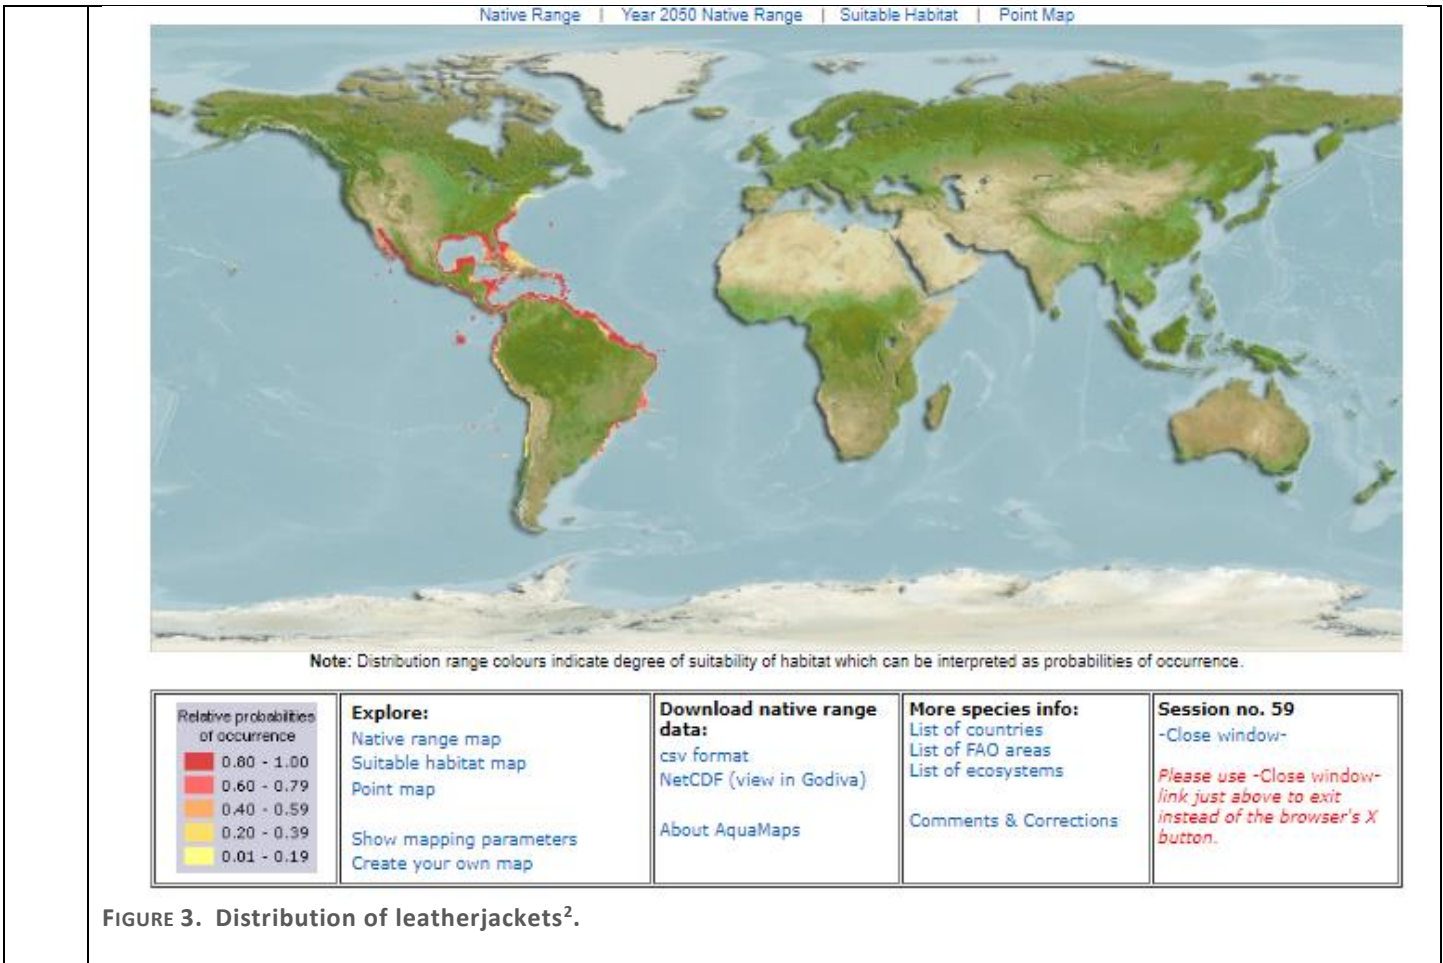 Native Range | Year 2050 Native Range | Suitable Habitat | Point Map
Note: Distribution range colours indicate degree of suitability of habitat which can be interpreted as probabilities of occurrence.
Relative probabilities
of occurrence
0.80 - 1.00
0.60 - 0.79
0.40 - 0.59
0.20 - 0.39
0.01 - 0.19
Explore:
Native range map
Suitable habitat map
Point map
Show mapping parameters
Create your own map
Download native range
data:
csv format
NetCDF (view in Godiva)
About AquaMaps
More species info:
List of countries
List of FAO areas
List of ecosystems
Comments & Corrections
Session no. 59
-Close window-
Please use -Close window-
link just above to exit
instead of the browser's X
button.
FIGURE 3. Distribution of leatherjackets².